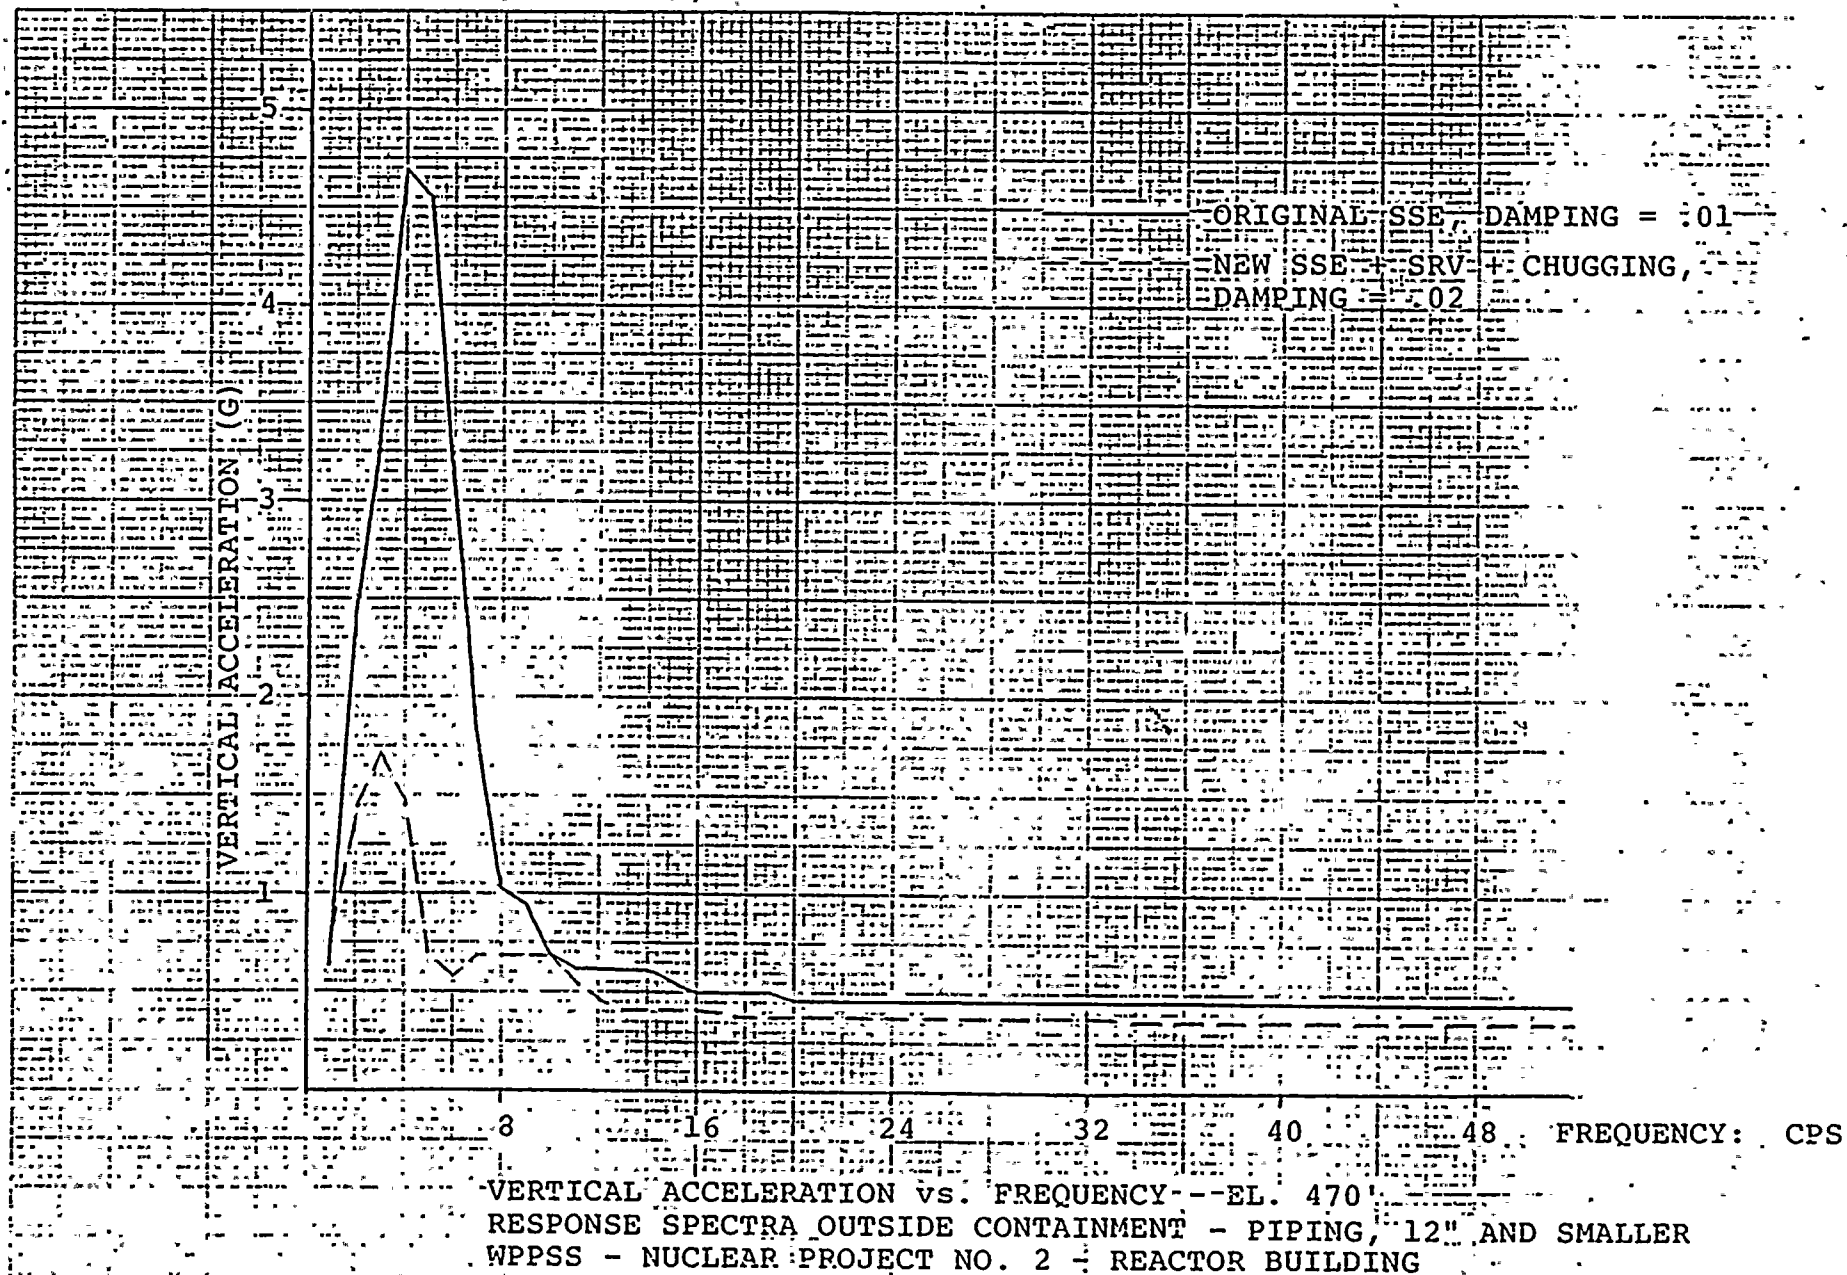 5
ORIGINAL SSE, DAMPING = .01
NEW SSE + SRV + CHUGGING,
DAMPING = .02
4
VERTICAL ACCELERATION (G)
3
2
1
8 16 24 32 40 48 FREQUENCY: CPS
VERTICAL ACCELERATION vs. FREQUENCY--EL. 470'
RESPONSE SPECTRA OUTSIDE CONTAINMENT - PIPING, 12" AND SMALLER
WPPSS - NUCLEAR PROJECT NO. 2 - REACTOR BUILDING